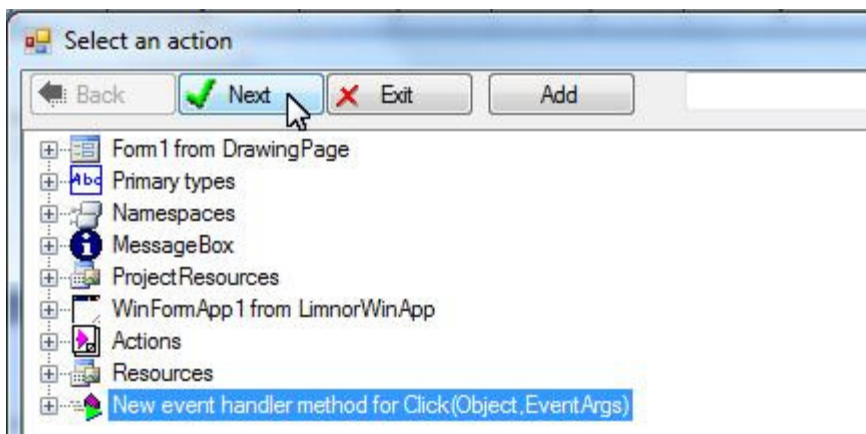 Select an action
Back Next Exit Add
Form1 from DrawingPage
Abc Primary types
Namespaces
MessageBox
ProjectResources
WinFormApp1 from LimnorWinApp
Actions
Resources
New event handler method for Click(Object,EventArgs)